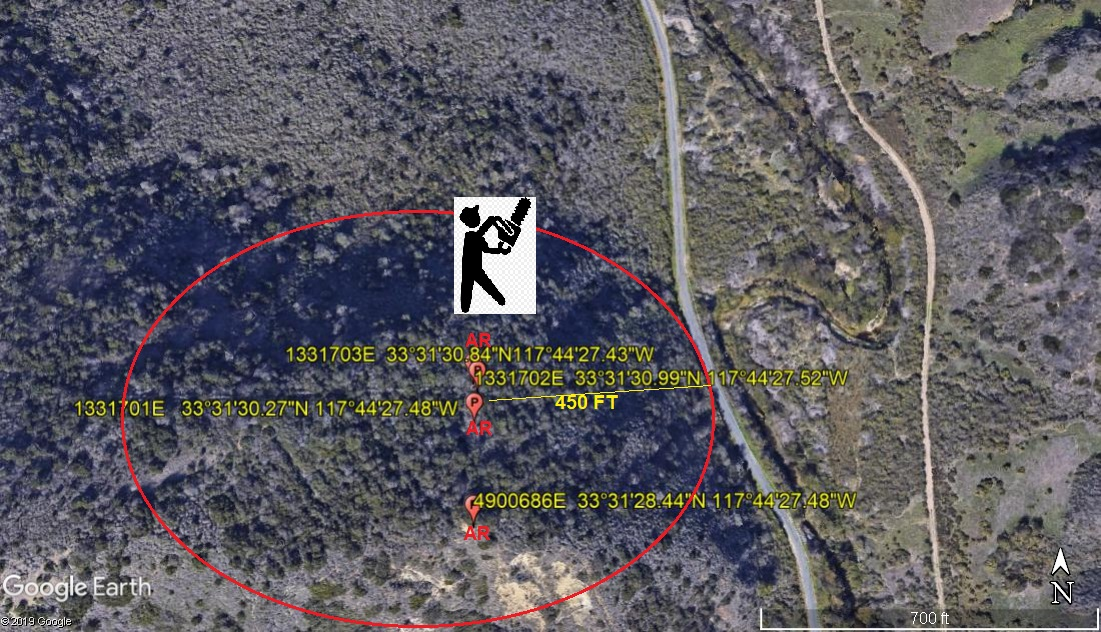 AR
1331703E 33°31'30.84"N117°44'27.43"W
1331702E 33°31'30.99"N 117°44'27.52"W
P
450 FT
1331701E 33°31'30.27"N 117°44'27.48"W
AR
4900686E 33°31'28.44"N 117°44'27.48"W
AR
Google Earth
©2019 Google
N
700 ft